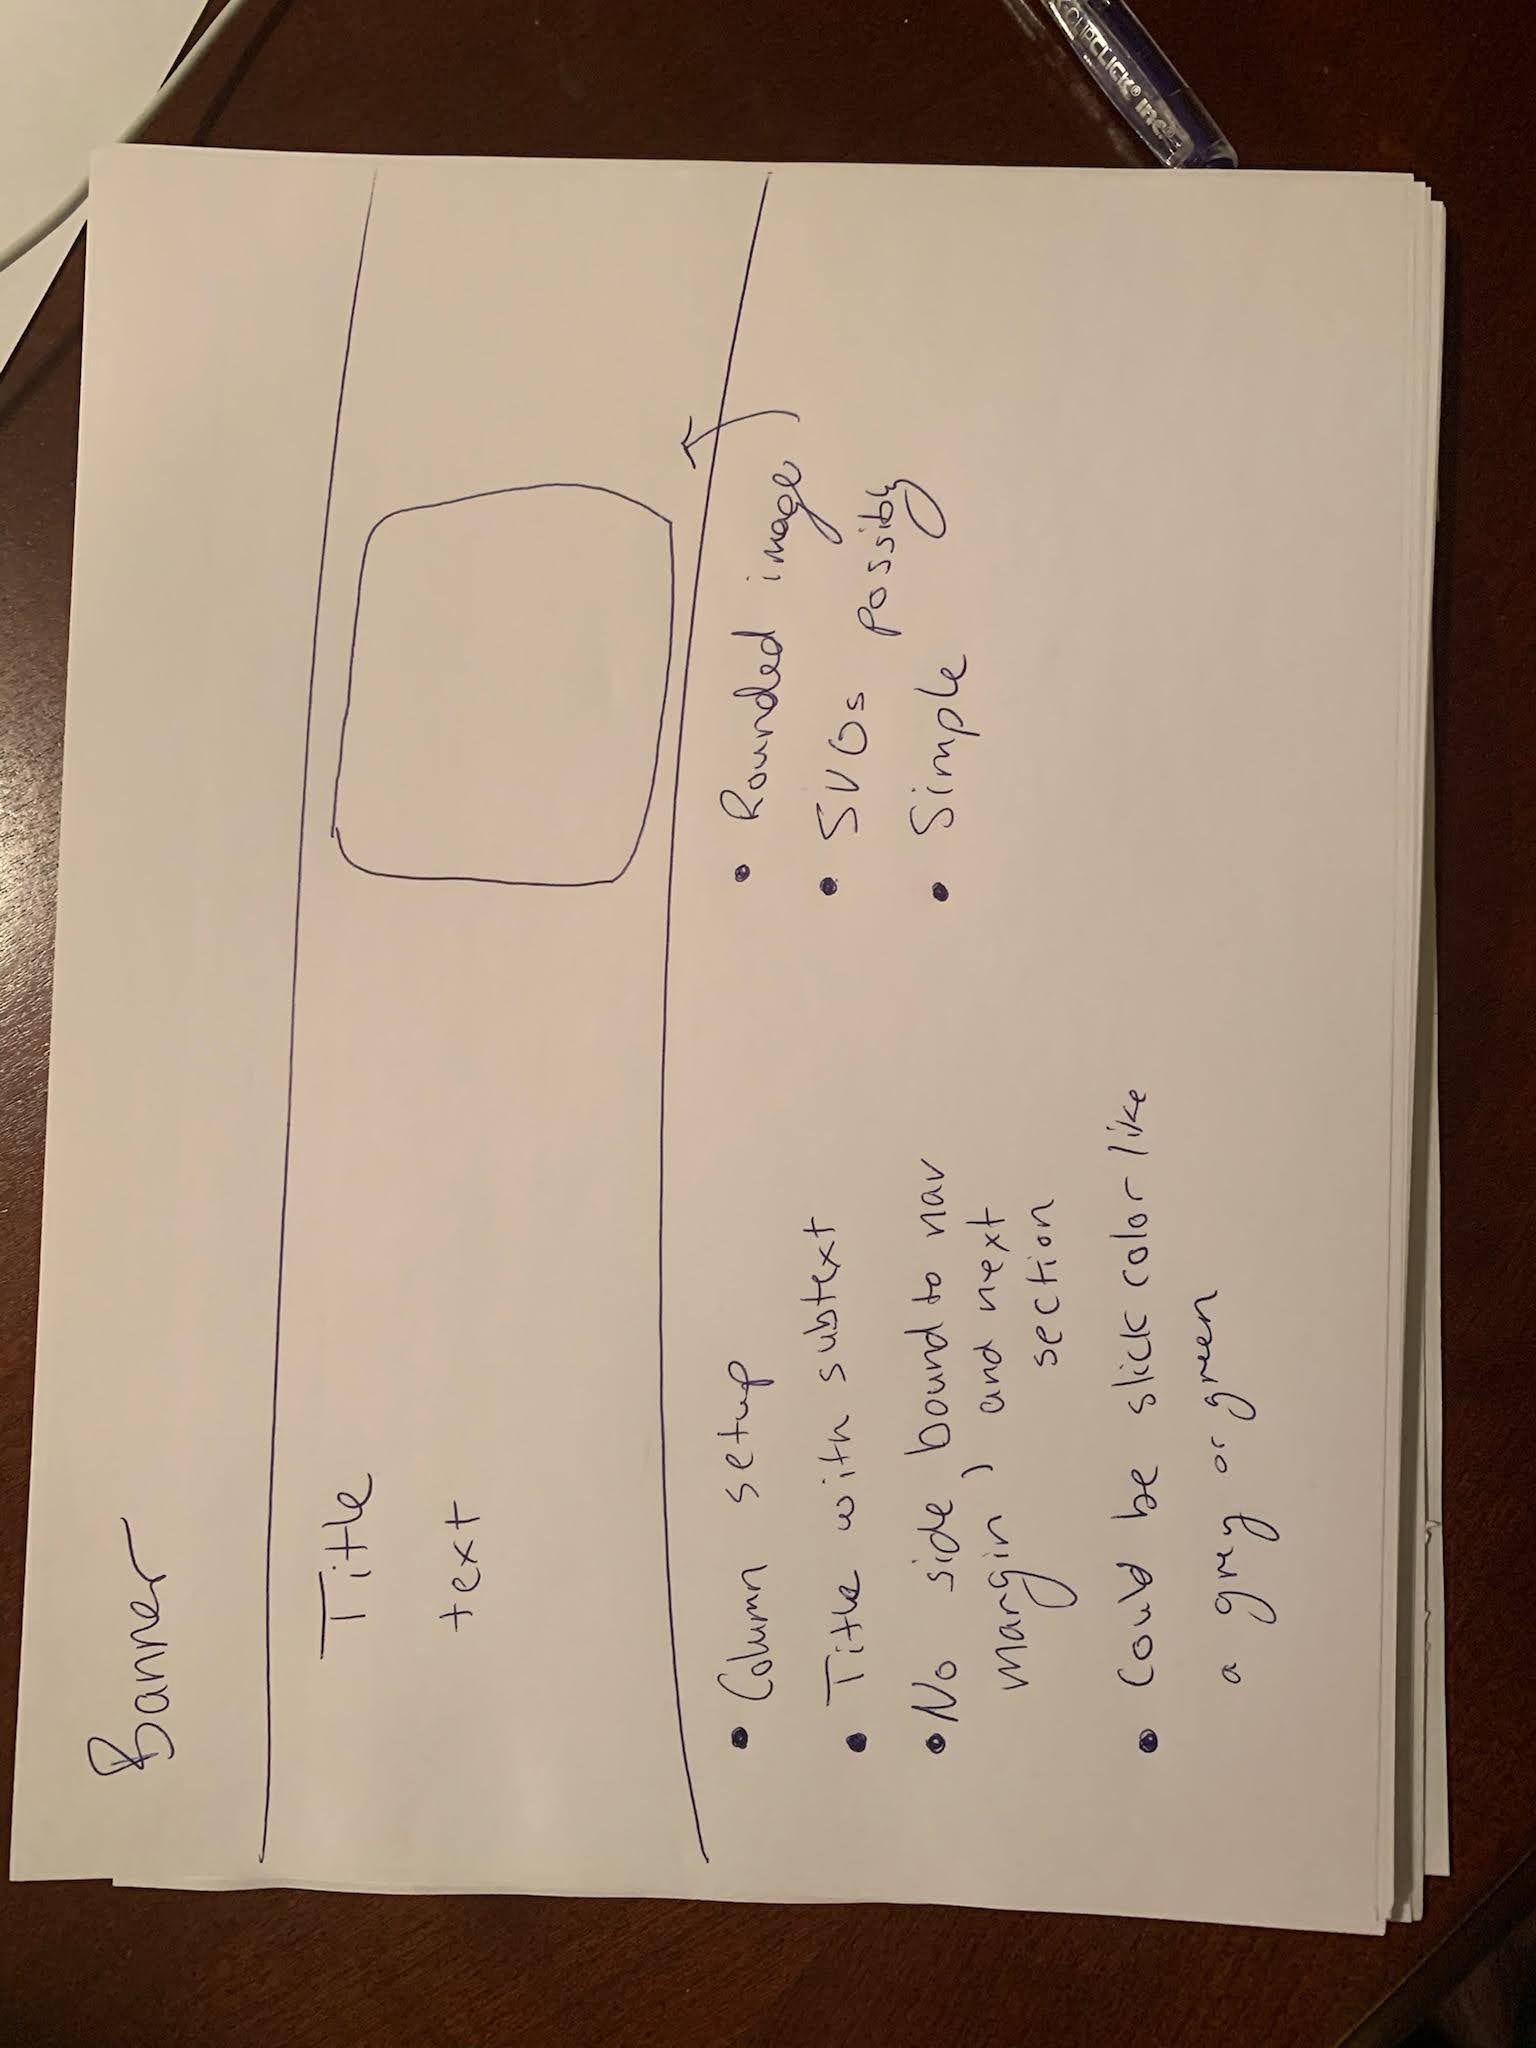 Banner
Title
text
• Column setup
• Title with subtext
• No side bound to nav
margin, and next
section
• Could be slick color like
a grey or green
• Rounded image
• SVGs possibly
• Simple
CLIPCLICK® INC